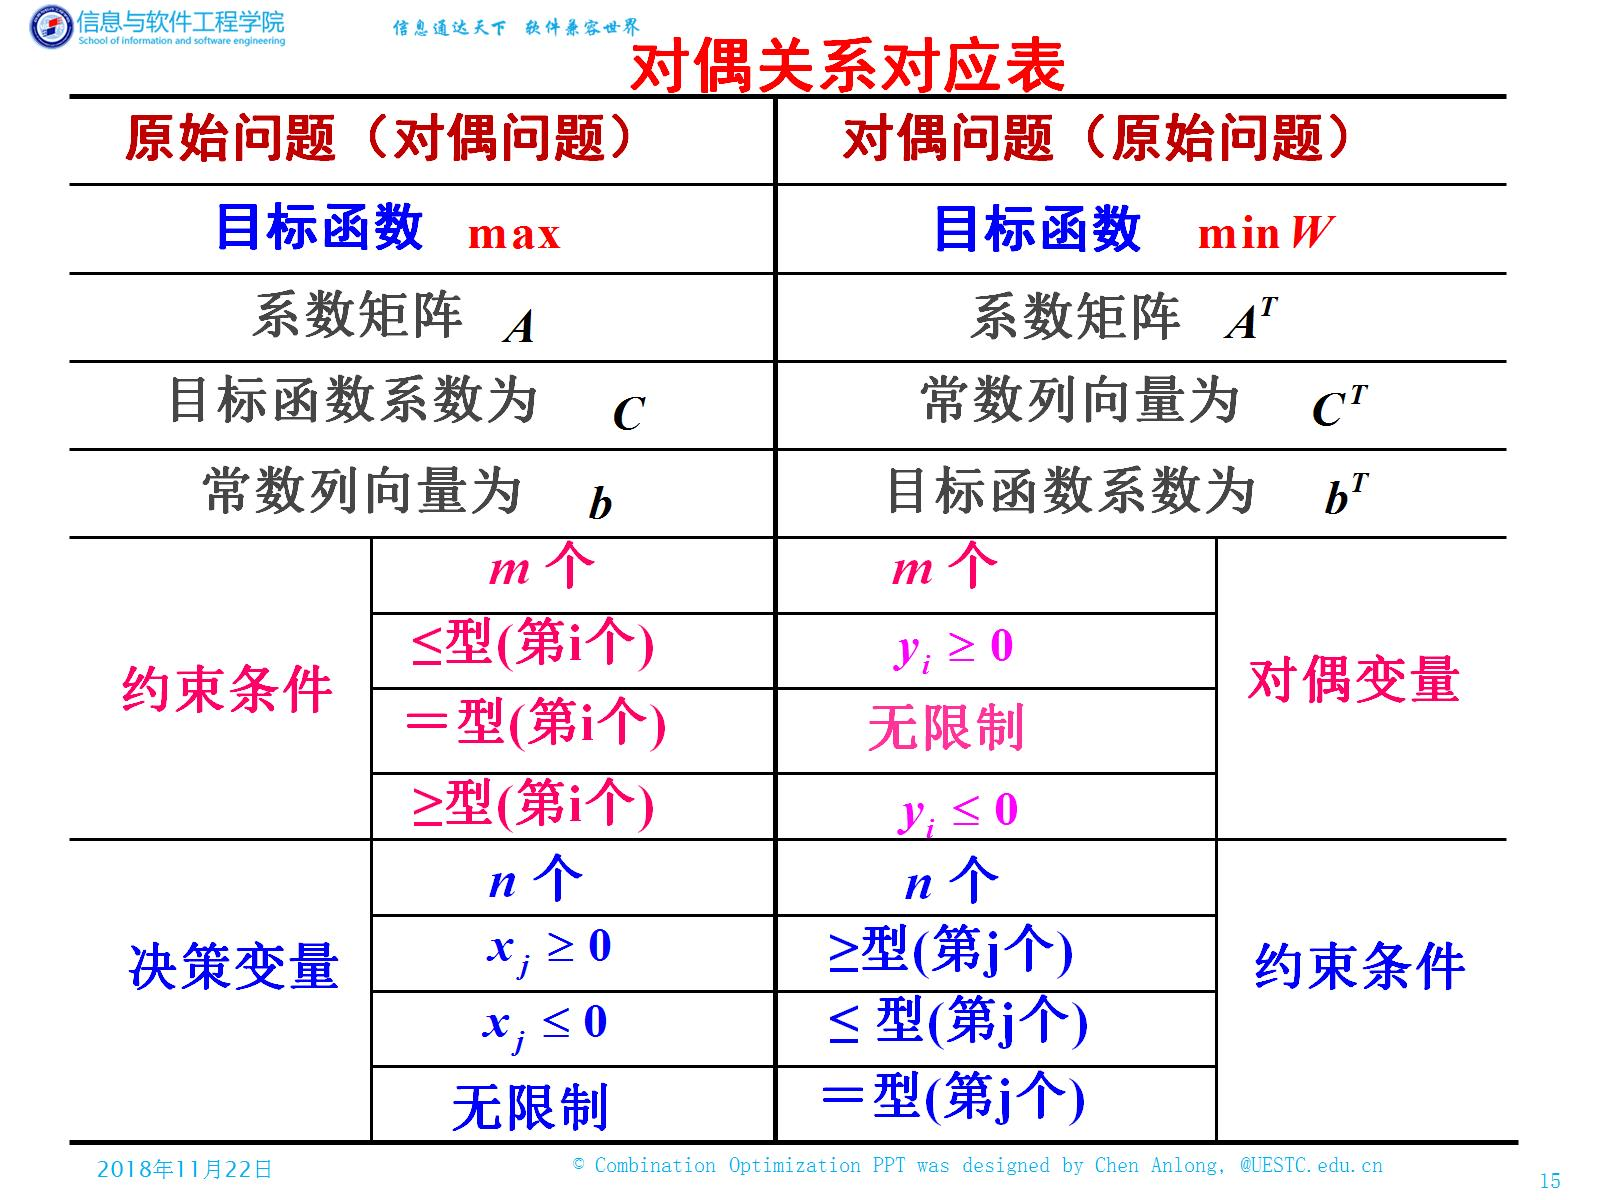 信息与软件工程学院
School of information and software engineering
信息通达天下 软件兼容世界
对偶关系对应表
原始问题（对偶问题） 对偶问题（原始问题）
目标函数 max 目标函数 min W
系数矩阵 A 系数矩阵 Aᵀ
目标函数系数为 C 常数列向量为 Cᵀ
常数列向量为 b 目标函数系数为 bᵀ
约束条件 m 个 m 个 对偶变量
≤型(第i个) yᵢ ≥ 0
＝型(第i个) 无限制
≥型(第i个) yᵢ ≤ 0
决策变量 n 个 n 个 约束条件
xⱼ ≥ 0 ≥型(第j个)
xⱼ ≤ 0 ≤ 型(第j个)
无限制 ＝型(第j个)
2018年11月22日 © Combination Optimization PPT was designed by Chen Anlong, @UESTC.edu.cn 15